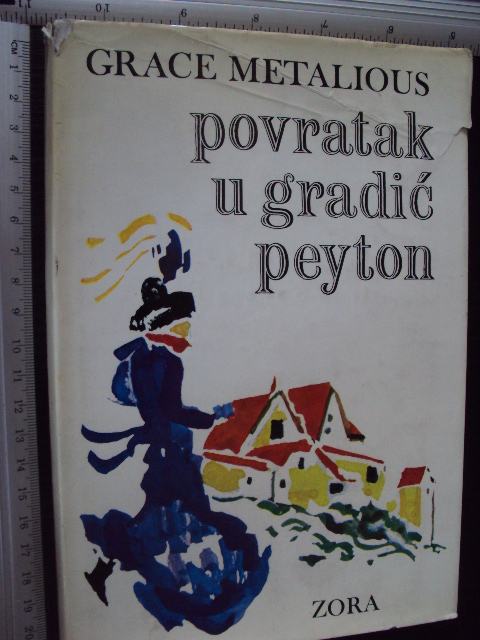 GRACE METALIOUS
povratak
u gradić
peyton
ZORA